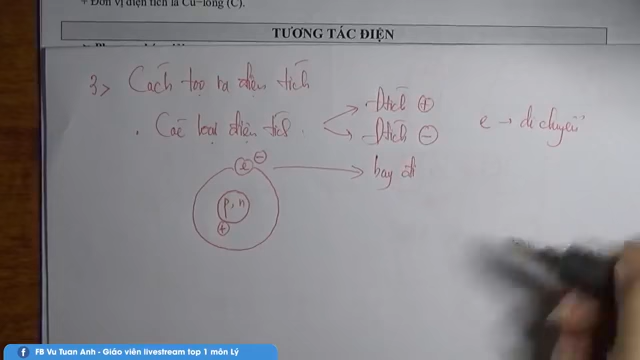 + Đơn vị điện tích là Cu–lông (C).
TƯƠNG TÁC ĐIỆN
3> Cách tạo ra điện tích
. Các loại điện tích
Đtích +
Đtích -
e → di chuyển
e -
bay đi
p, n
+
FB Vu Tuan Anh - Giáo viên livestream top 1 môn Lý